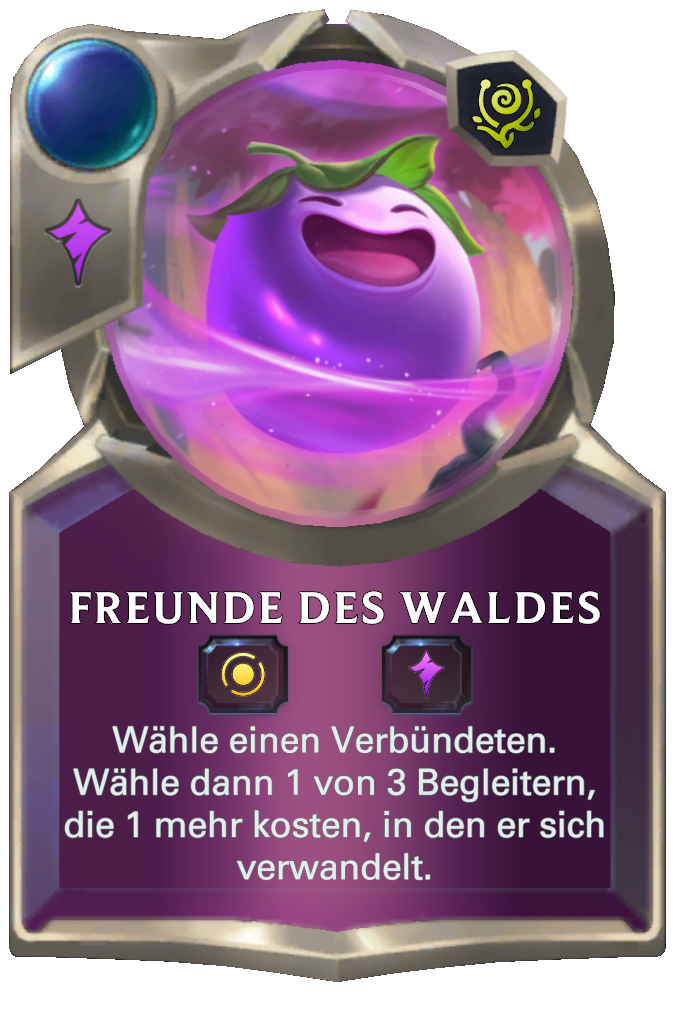 FREUNDE DES WALDES
Wähle einen Verbündeten.
Wähle dann 1 von 3 Begleitern,
die 1 mehr kosten, in den er sich
verwandelt.